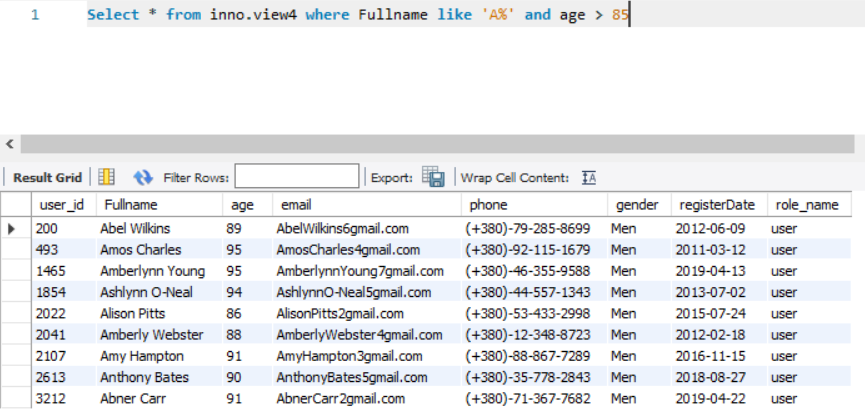 1 Select * from inno.view4 where Fullname like 'A%' and age > 85
Result Grid Filter Rows: Export: Wrap Cell Content:
user_id Fullname age email phone gender registerDate role_name
200 Abel Wilkins 89 AbelWilkins6gmail.com (+380)-79-285-8699 Men 2012-06-09 user
493 Amos Charles 95 AmosCharles4gmail.com (+380)-92-115-1679 Men 2011-03-12 user
1465 Amberlynn Young 95 AmberlynnYoung7gmail.com (+380)-46-355-9588 Men 2019-04-13 user
1854 Ashlynn O-Neal 94 AshlynnO-Neal5gmail.com (+380)-44-557-1343 Men 2013-07-02 user
2022 Alison Pitts 86 AlisonPitts2gmail.com (+380)-53-433-2998 Men 2015-07-24 user
2041 Amberly Webster 88 AmberlyWebster4gmail.com (+380)-12-348-8723 Men 2012-02-18 user
2107 Amy Hampton 91 AmyHampton3gmail.com (+380)-88-867-7289 Men 2016-11-15 user
2613 Anthony Bates 90 AnthonyBates5gmail.com (+380)-35-778-2843 Men 2018-08-27 user
3212 Abner Carr 91 AbnerCarr2gmail.com (+380)-71-367-7682 Men 2019-04-22 user